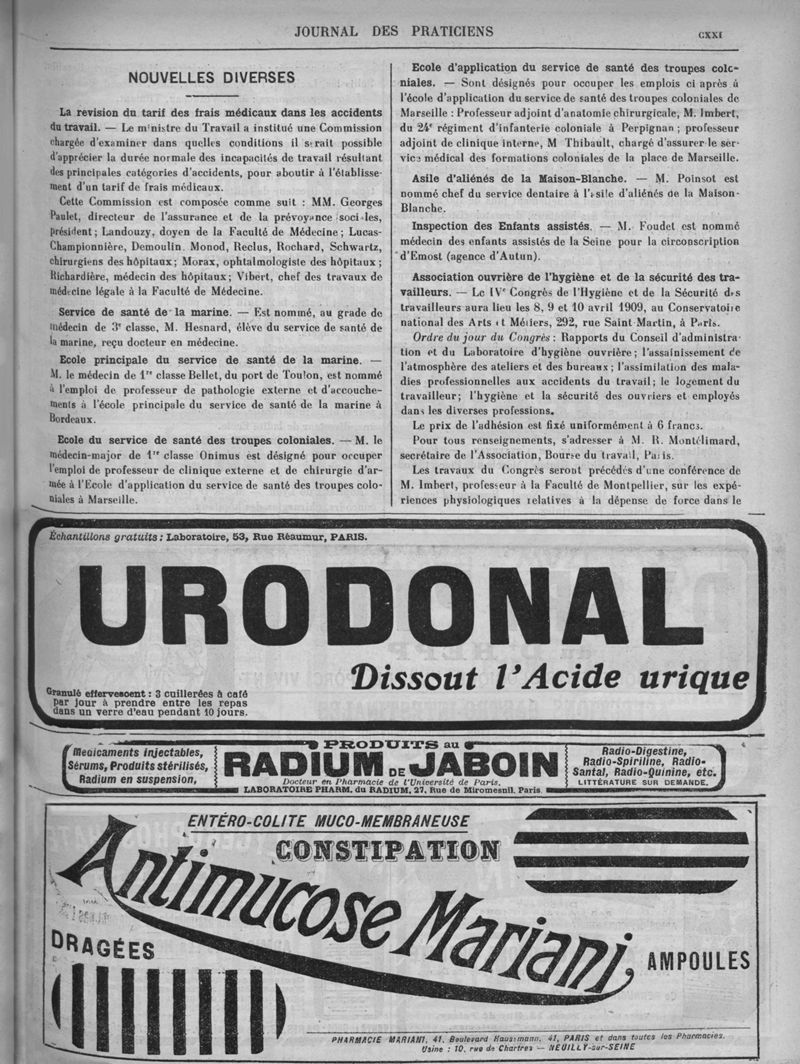 JOURNAL DES PRATICIENS
CXXI
NOUVELLES DIVERSES
La revision du tarif des frais médicaux dans les accidents
du travail. — Le ministre du Travail a institué une Commission
chargée d'examiner dans quelles conditions il serait possible
d'apprécier la durée normale des incapacités de travail résultant
des principales catégories d'accidents, pour aboutir à l'établisse-
ment d'un tarif de frais médicaux.
Cette Commission est composée comme suit : MM. Georges
Paulet, directeur de l'assurance et de la prévoyance sociales,
président ; Landouzy, doyen de la Faculté de Médecine ; Lucas-
Championnière, Demoulin, Monod, Reclus, Rochard, Schwartz,
chirurgiens des hôpitaux ; Morax, ophtalmologiste des hôpitaux ;
Richardière, médecin des hôpitaux ; Vibert, chef des travaux de
médecine légale à la Faculté de Médecine.
Service de santé de la marine. — Est nommé, au grade de
médecin de 3e classe, M. Hesnard, élève du service de santé de
la marine, reçu docteur en médecine.
Ecole principale du service de santé de la marine. —
M. le médecin de 1re classe Bellet, du port de Toulon, est nommé
à l'emploi de professeur de pathologie externe et d'accouche-
ments à l'école principale du service de santé de la marine à
Bordeaux.
Ecole du service de santé des troupes coloniales. — M. le
médecin-major de 1re classe Onimus est désigné pour occuper
l'emploi de professeur de clinique externe et de chirurgie d'ar-
mée à l'Ecole d'application du service de santé des troupes colo-
niales à Marseille.
Ecole d'application du service de santé des troupes colo-
niales. — Sont désignés pour occuper les emplois ci après à
l'école d'application du service de santé des troupes coloniales de
Marseille : Professeur adjoint d'anatomie chirurgicale, M. Imbert,
du 24e régiment d'infanterie coloniale à Perpignan ; professeur
adjoint de clinique interne, M Thibault, chargé d'assurer le ser-
vice médical des formations coloniales de la place de Marseille.
Asile d'aliénés de la Maison-Blanche. — M. Poinsot est
nommé chef du service dentaire à l'asile d'aliénés de la Maison-
Blanche.
Inspection des Enfants assistés. — M. Foudet est nommé
médecin des enfants assistés de la Seine pour la circonscription
d'Emost (agence d'Autun).
Association ouvrière de l'hygiène et de la sécurité des tra-
vailleurs. — Le IVe Congrès de l'Hygiène et de la Sécurité des
travailleurs aura lieu les 8, 9 et 10 avril 1909, au Conservatoire
national des Arts et Métiers, 292, rue Saint-Martin, à Paris.
Ordre du jour du Congrès : Rapports du Conseil d'administra-
tion et du Laboratoire d'hygiène ouvrière ; l'assainissement de
l'atmosphère des ateliers et des bureaux ; l'assimilation des mala-
dies professionnelles aux accidents du travail ; le logement du
travailleur ; l'hygiène et la sécurité des ouvriers et employés
dans les diverses professions.
Le prix de l'adhésion est fixé uniformément à 6 francs.
Pour tous renseignements, s'adresser à M. R. Montélimard,
secrétaire de l'Association, Bourse du travail, Paris.
Les travaux du Congrès seront précédés d'une conférence de
M. Imbert, professeur à la Faculté de Montpellier, sur les expé-
riences physiologiques relatives à la dépense de force dans le
Échantillons gratuits : Laboratoire, 53, Rue Réaumur, PARIS.
URODONAL
Dissout l'Acide urique
Granulé effervescent : 3 cuillerées à café
par jour à prendre entre les repas
dans un verre d'eau pendant 10 jours.
Medicaments injectables,
Sérums, Produits stérilisés,
Radium en suspension,
PRODUITS au
RADIUM DE JABOIN
Docteur en Pharmacie de l'Université de Paris.
LABORATOIRE PHARM. du RADIUM, 27, Rue de Miromesnil, Paris.
Radio-Digestine,
Radio-Spiriline, Radio-
Santal, Radio-Quinine, etc.
LITTÉRATURE SUR DEMANDE.
ENTÉRO-COLITE MUCO-MEMBRANEUSE
CONSTIPATION
Antimucose Mariani
DRAGÉES
AMPOULES
PHARMACIE MARIANI, 41, Boulevard Haussmann, 41, PARIS et dans toutes les Pharmacies.
Usine : 10, rue de Chartres — NEUILLY-sur-SEINE